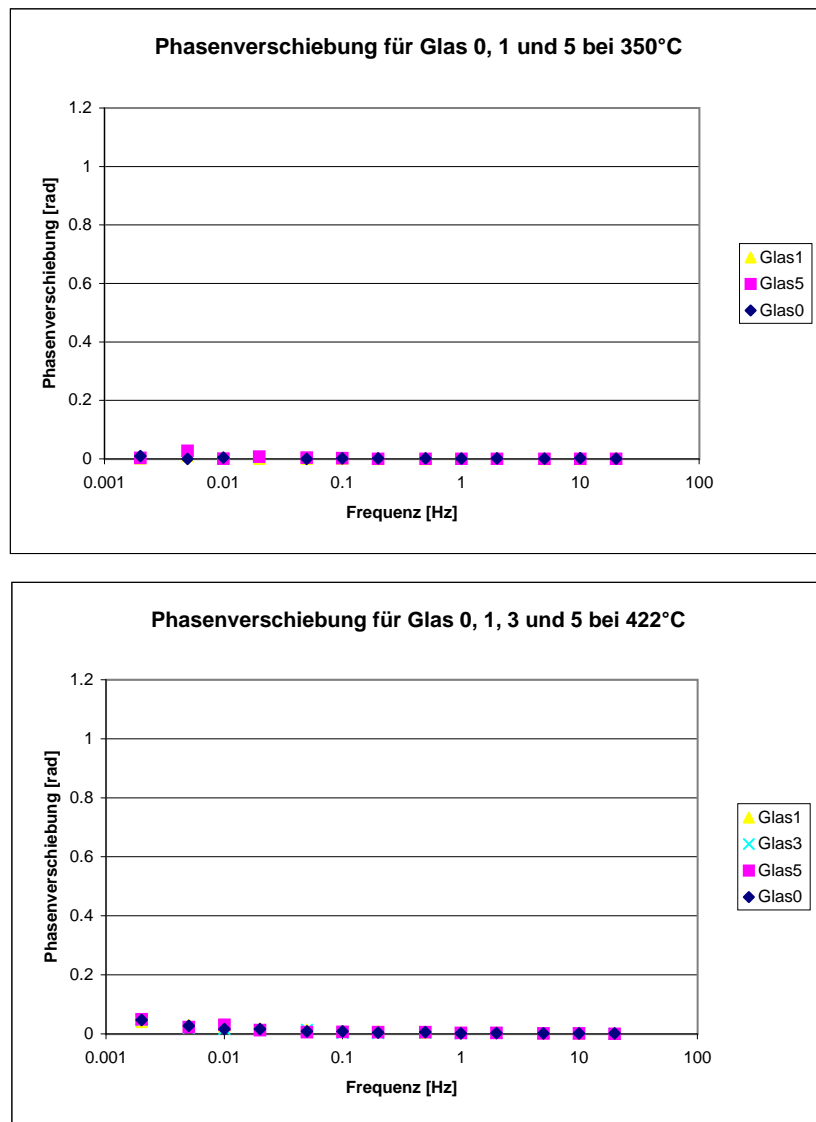 Phasenverschiebung für Glas 0, 1 und 5 bei 350°C
1.2
1
0.8
0.6
0.4
0.2
0
Phasenverschiebung [rad]
0.001 0.01 0.1 1 10 100
Frequenz [Hz]
Glas1
Glas5
Glas0
Phasenverschiebung für Glas 0, 1, 3 und 5 bei 422°C
1.2
1
0.8
0.6
0.4
0.2
0
Phasenverschiebung [rad]
0.001 0.01 0.1 1 10 100
Frequenz [Hz]
Glas1
Glas3
Glas5
Glas0